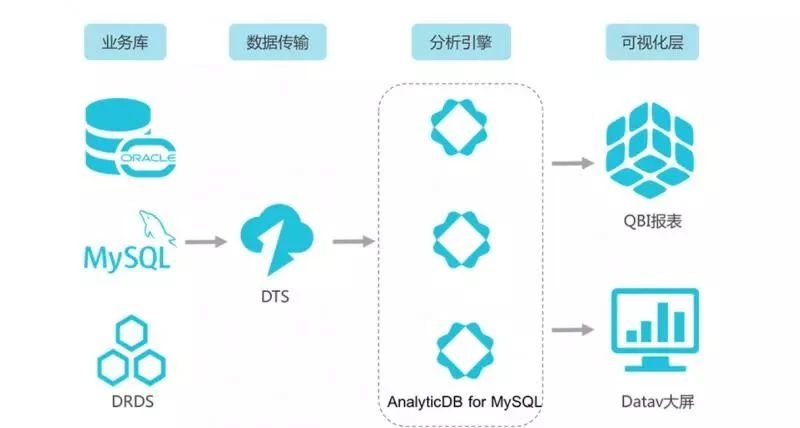 业务库
数据传输
分析引擎
可视化层
ORACLE
QBI报表
MySQL
DTS
DRDS
AnalyticDB for MySQL
Datav大屏